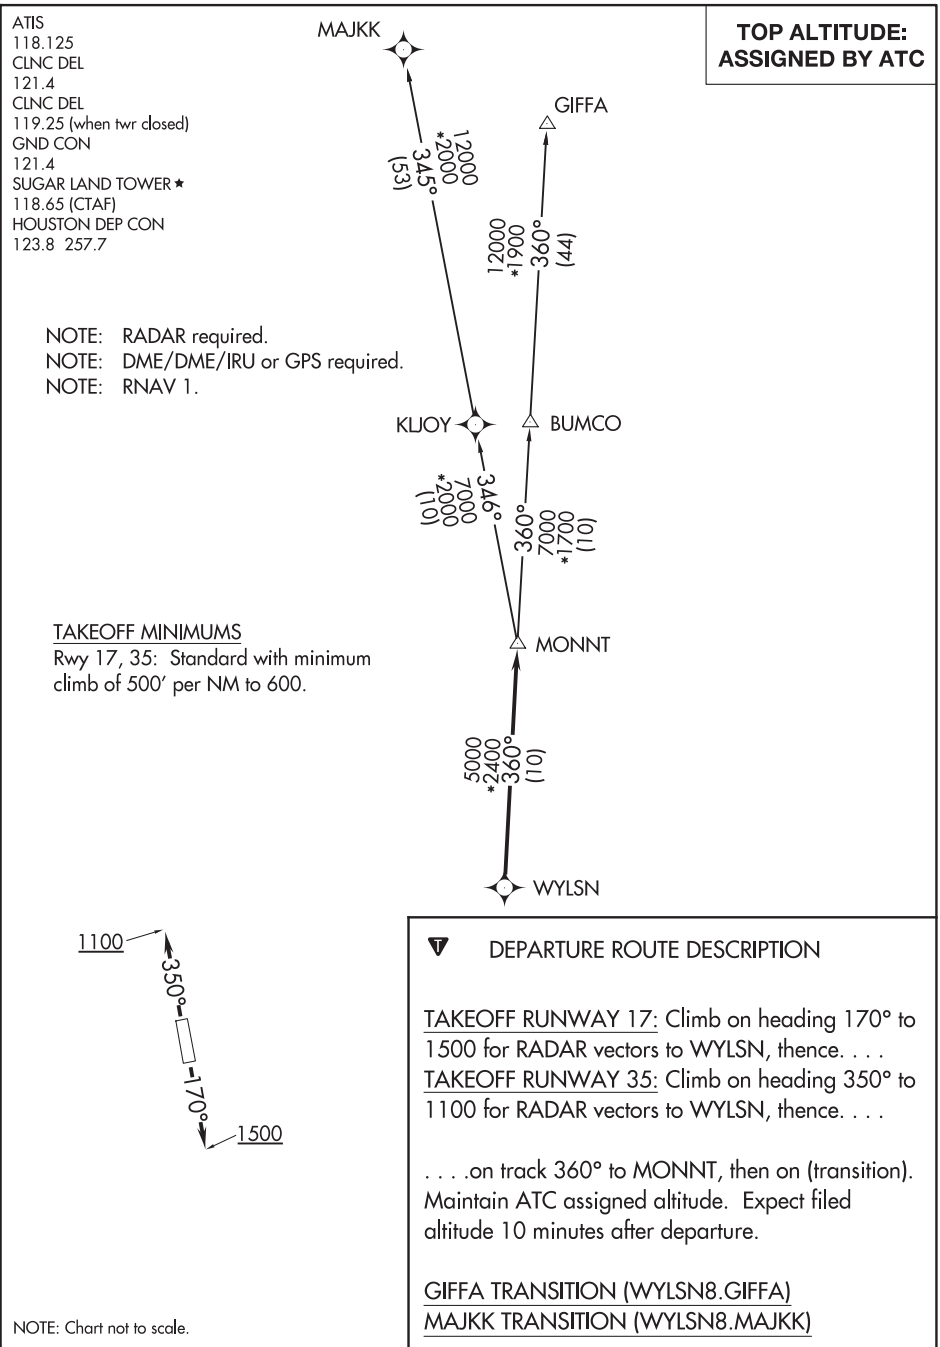 ATIS
118.125
CLNC DEL
121.4
CLNC DEL
119.25 (when twr closed)
GND CON
121.4
SUGAR LAND TOWER ★
118.65 (CTAF)
HOUSTON DEP CON
123.8 257.7
TOP ALTITUDE:
ASSIGNED BY ATC
MAJKK
GIFFA
12000
*2000
345°
(53)
12000
*1900
360°
(44)
NOTE: RADAR required.
NOTE: DME/DME/IRU or GPS required.
NOTE: RNAV 1.
KLJOY
BUMCO
346°
7000
*2000
(10)
360°
7000
*1700
(10)
TAKEOFF MINIMUMS
Rwy 17, 35: Standard with minimum
climb of 500' per NM to 600.
MONNT
5000
*2400
360°
(10)
WYLSN
1100
350°
170°
1500
T DEPARTURE ROUTE DESCRIPTION
TAKEOFF RUNWAY 17: Climb on heading 170° to
1500 for RADAR vectors to WYLSN, thence. . . .
TAKEOFF RUNWAY 35: Climb on heading 350° to
1100 for RADAR vectors to WYLSN, thence. . . .
. . . .on track 360° to MONNT, then on (transition).
Maintain ATC assigned altitude. Expect filed
altitude 10 minutes after departure.
GIFFA TRANSITION (WYLSN8.GIFFA)
MAJKK TRANSITION (WYLSN8.MAJKK)
NOTE: Chart not to scale.